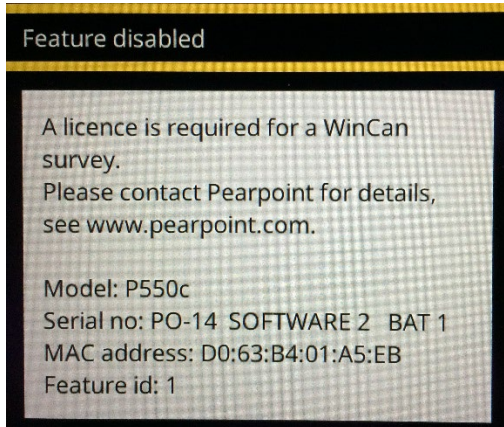 Feature disabled
A licence is required for a WinCan
survey.
Please contact Pearpoint for details,
see www.pearpoint.com.
Model: P550c
Serial no: PO-14 SOFTWARE 2 BAT 1
MAC address: D0:63:B4:01:A5:EB
Feature id: 1